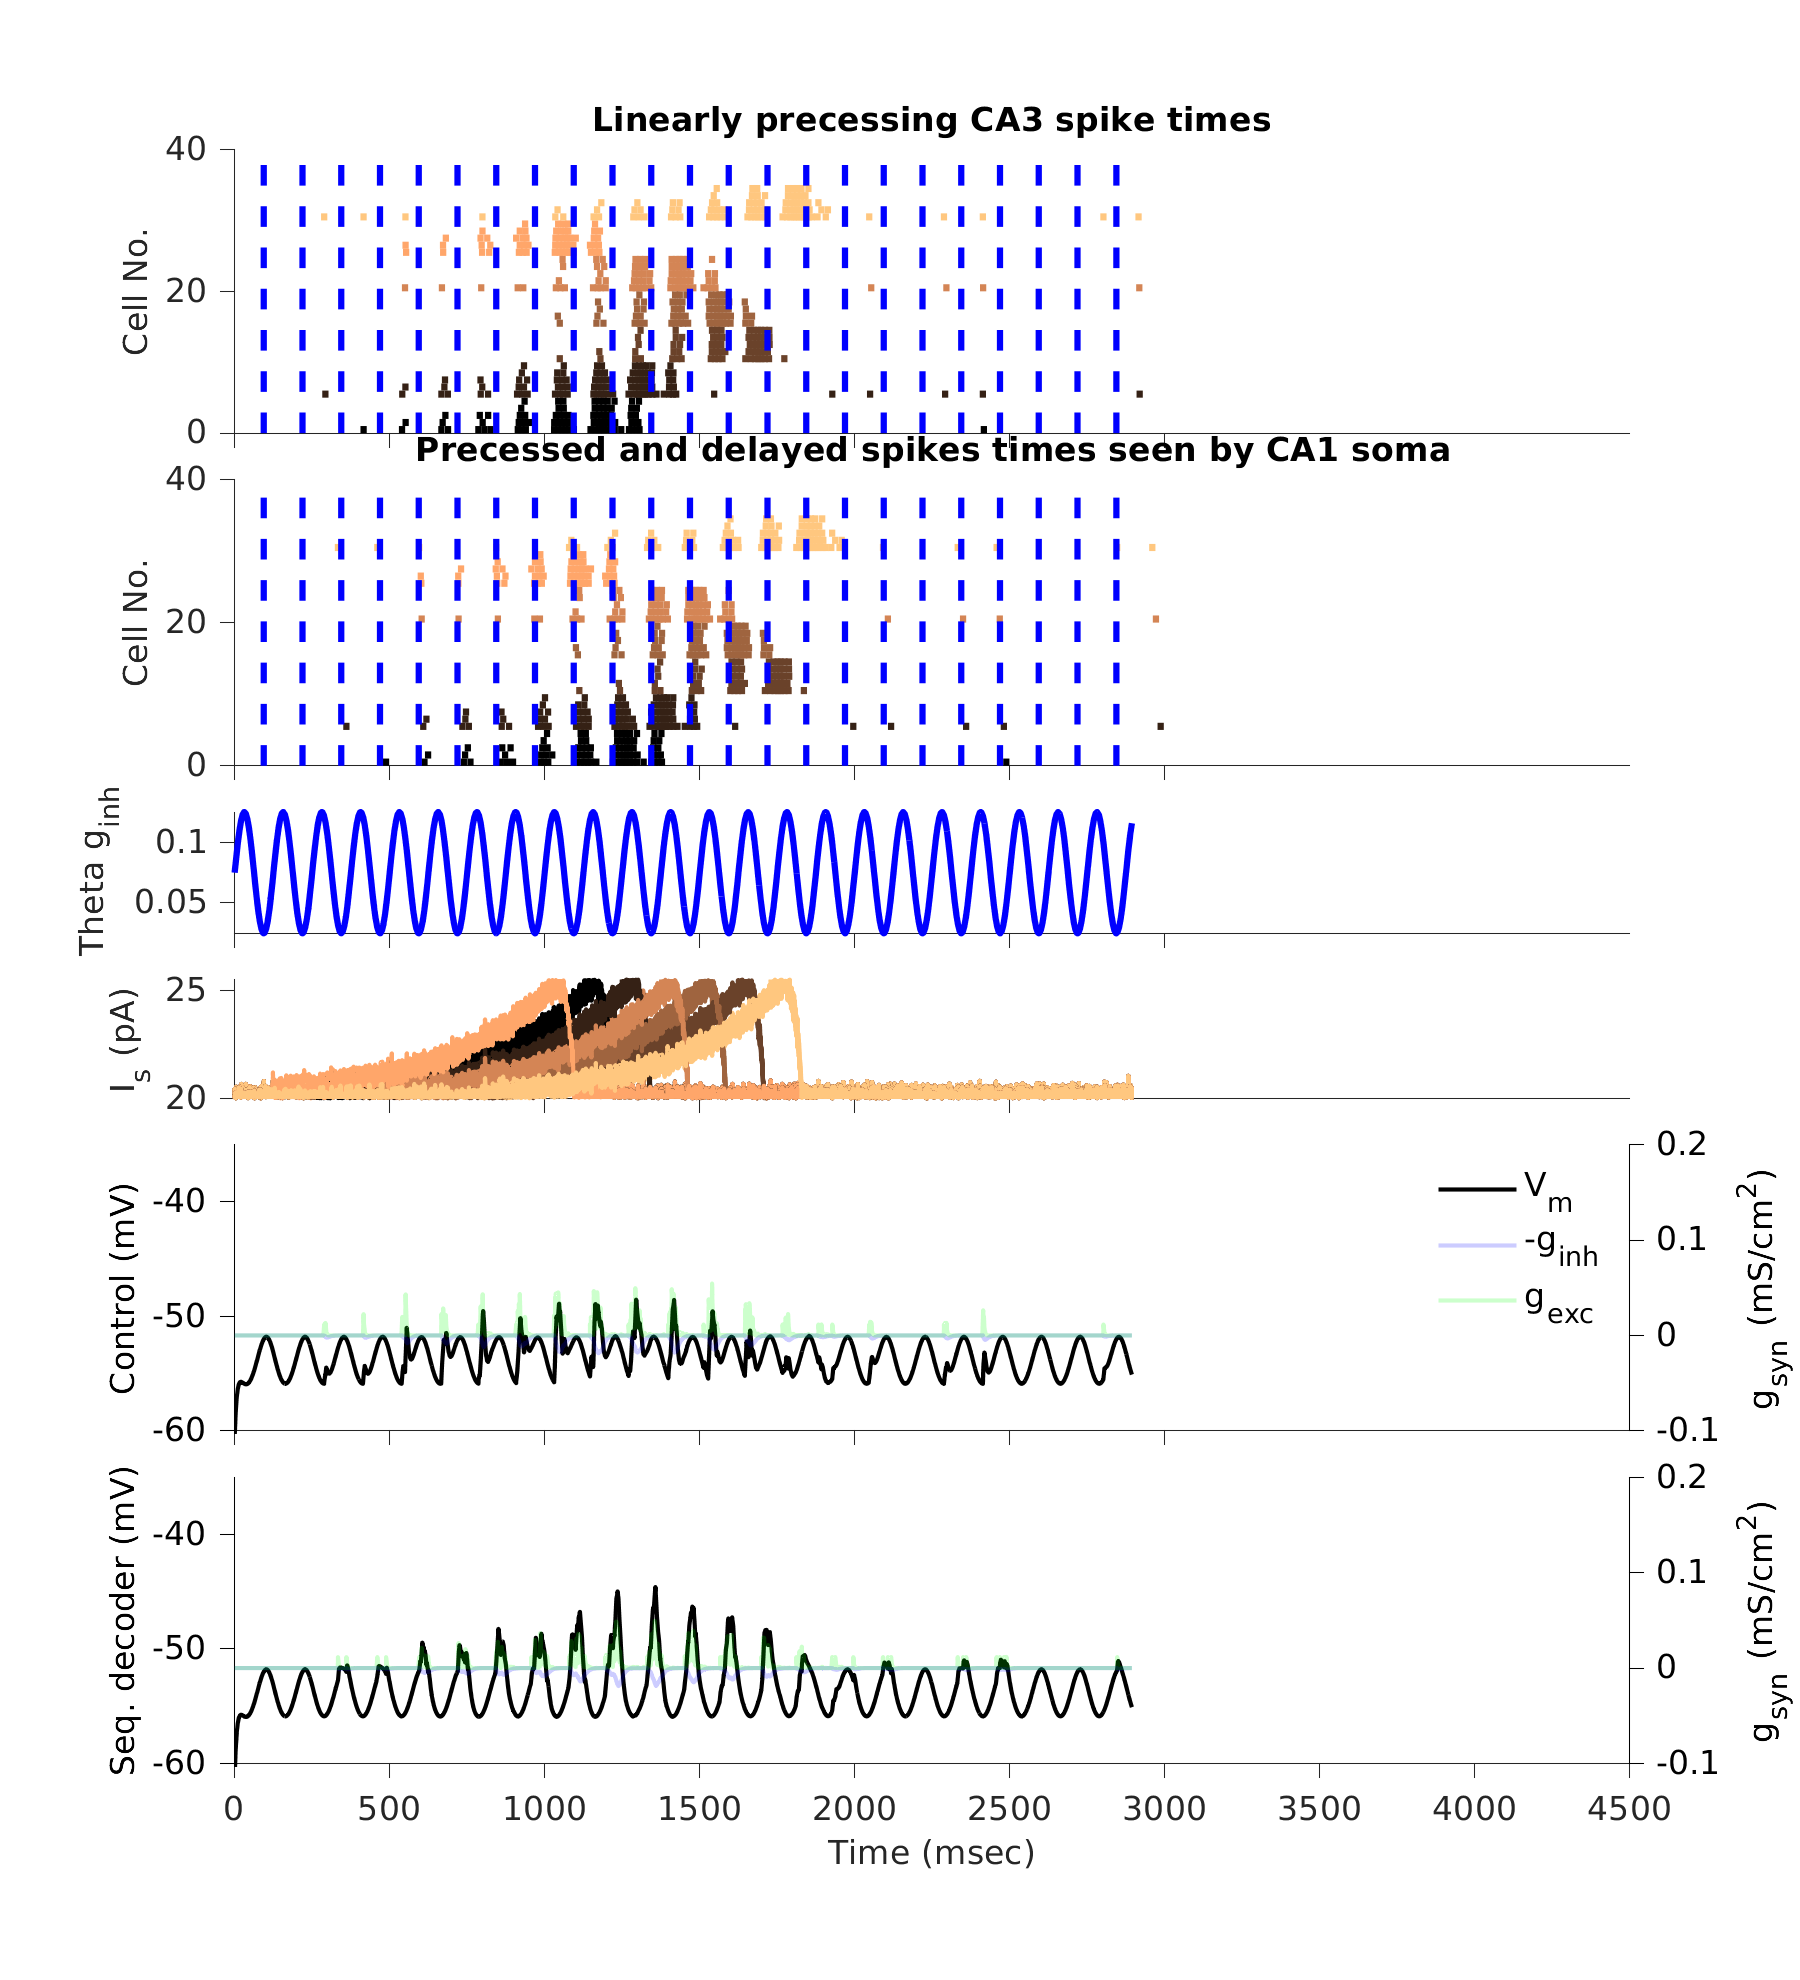 Linearly precessing CA3 spike times
40
20
0
Cell No.
Precessed and delayed spikes times seen by CA1 soma
40
20
0
Cell No.
0.1
0.05
Theta g_inh
25
20
I_s (pA)
-40
-50
-60
Control (mV)
V_m
-g_inh
g_exc
0.2
0.1
0
-0.1
g_syn (mS/cm^2)
-40
-50
-60
Seq. decoder (mV)
0.2
0.1
0
-0.1
g_syn (mS/cm^2)
0 500 1000 1500 2000 2500 3000 3500 4000 4500
Time (msec)